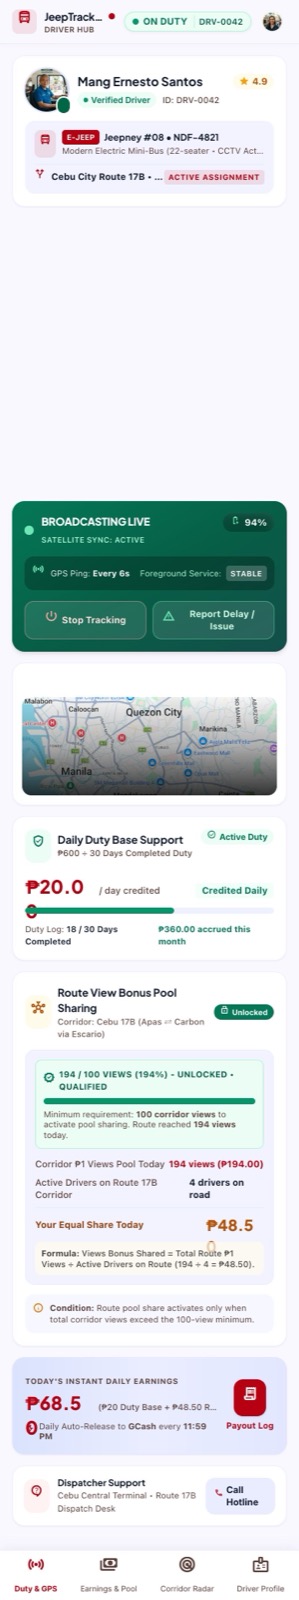 JeepTrack...
DRIVER HUB
ON DUTY
DRV-0042
Mang Ernesto Santos
4.9
Verified Driver
ID: DRV-0042
E-JEEP Jeepney #08 • NDF-4821
Modern Electric Mini-Bus (22-seater • CCTV Act...
Cebu City Route 17B • ...
ACTIVE ASSIGNMENT
BROADCASTING LIVE
94%
SATELLITE SYNC: ACTIVE
GPS Ping: Every 6s
Foreground Service:
STABLE
Stop Tracking
Report Delay /
Issue
Malabon
Caloocan
Quezon City
Marikina
Manila
Daily Duty Base Support
Active Duty
₱600 ÷ 30 Days Completed Duty
₱20.0
0
/ day credited
Credited Daily
Duty Log: 18 / 30 Days
Completed
₱360.00 accrued this
month
Route View Bonus Pool
Sharing
Unlocked
Corridor: Cebu 17B (Apas ⇌ Carbon
via Escario)
194 / 100 VIEWS (194%) - UNLOCKED •
QUALIFIED
Minimum requirement: 100 corridor views to
activate pool sharing. Route reached 194 views
today.
Corridor ₱1 Views Pool Today
194 views (₱194.00)
Active Drivers on Route 17B
Corridor
4 drivers on
road
Your Equal Share Today
₱48.5
0
Formula: Views Bonus Shared = Total Route ₱1
Views ÷ Active Drivers on Route (194 ÷ 4 = ₱48.50).
Condition: Route pool share activates only when
total corridor views exceed the 100-view minimum.
TODAY'S INSTANT DAILY EARNINGS
₱68.5
0
(₱20 Duty Base + ₱48.50 R...
Daily Auto-Release to GCash every 11:59
PM
Payout Log
Dispatcher Support
Cebu Central Terminal • Route 17B
Dispatch Desk
Call
Hotline
Duty & GPS
Earnings & Pool
Corridor Radar
Driver Profile